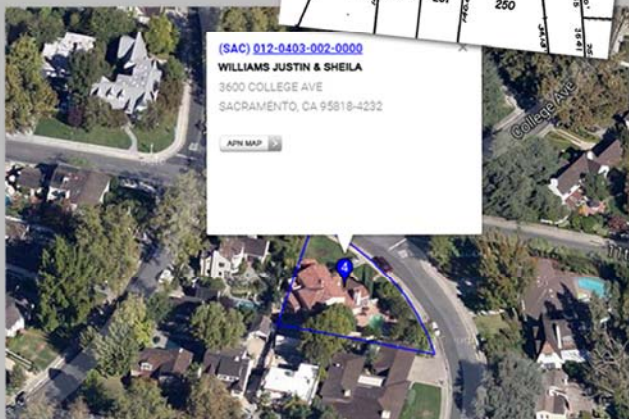 250
(SAC) 012-0403-002-0000
WILLIAMS JUSTIN & SHEILA
3600 COLLEGE AVE
SACRAMENTO, CA 95818-4232
APN MAP
College Ave
4